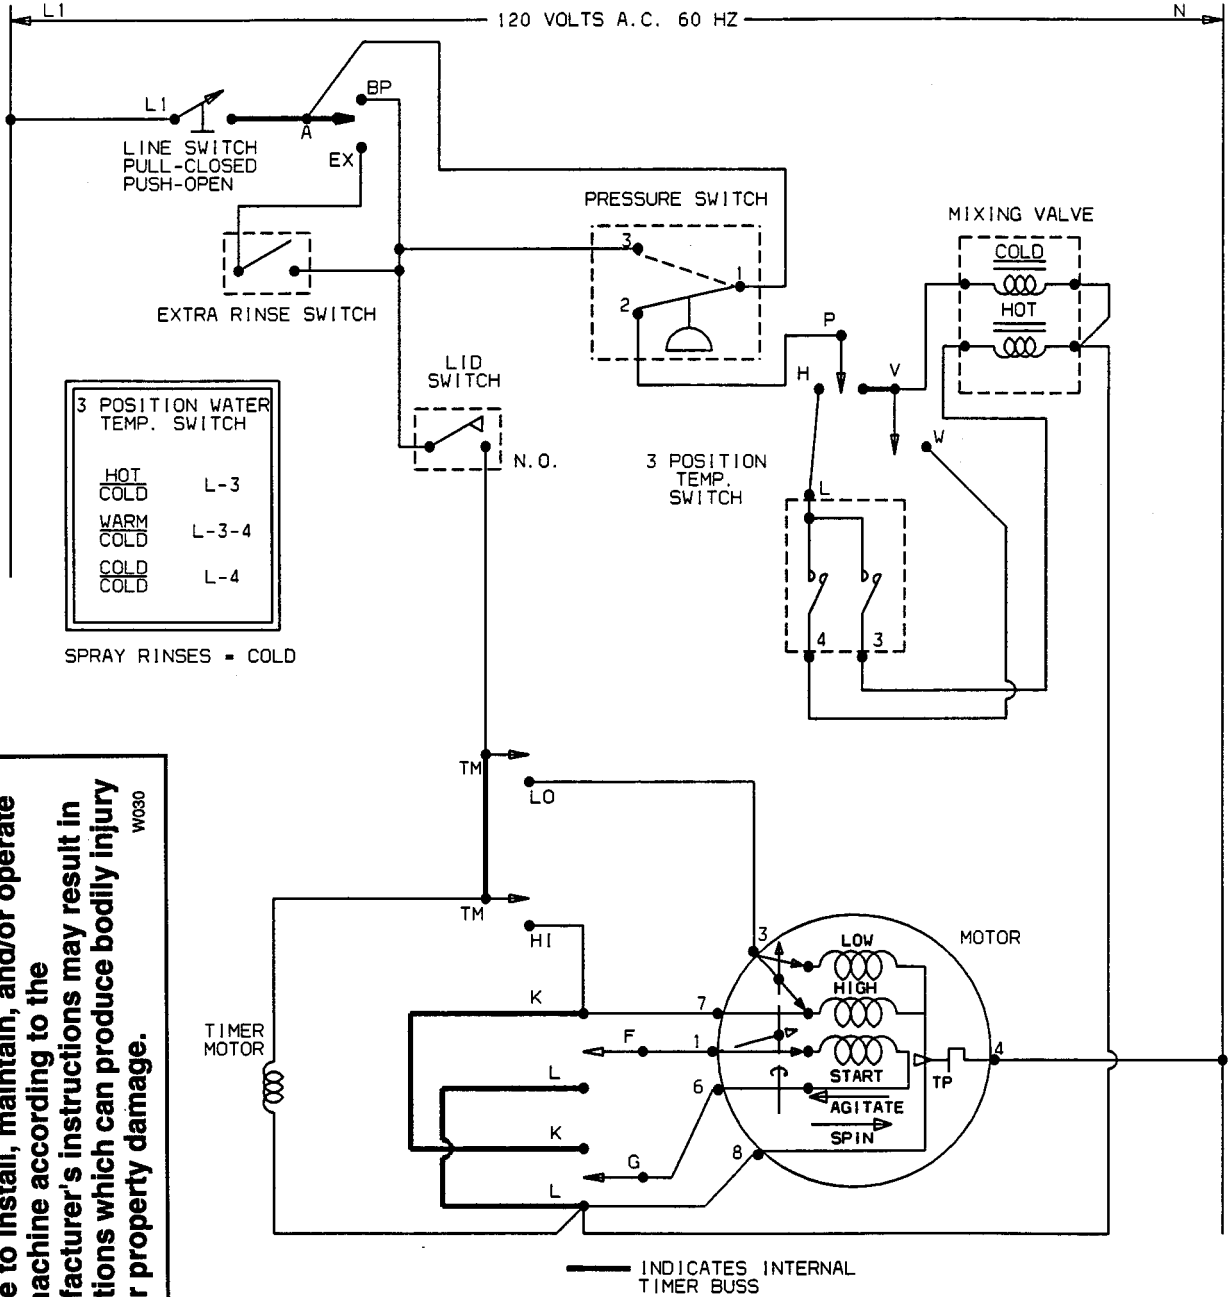 L1
120 VOLTS A.C. 60 HZ
N
BP
L1
A
EX
LINE SWITCH
PULL-CLOSED
PUSH-OPEN
PRESSURE SWITCH
3
1
2
MIXING VALVE
COLD
HOT
EXTRA RINSE SWITCH
P
H
V
W
LID
SWITCH
N.O.
3 POSITION
TEMP.
SWITCH
L
4
3
3 POSITION WATER
TEMP. SWITCH
HOT
COLD
L-3
WARM
COLD
L-3-4
COLD
COLD
L-4
SPRAY RINSES = COLD
TM
LO
TM
HI
e to install, maintain, and/or operate
achine according to the
facturer's instructions may result in
tions which can produce bodily injury
r property damage.
W030
TIMER
MOTOR
K
F
L
K
G
L
3
7
1
6
8
4
LOW
HIGH
START
TP
AGITATE
SPIN
MOTOR
INDICATES INTERNAL
TIMER BUSS